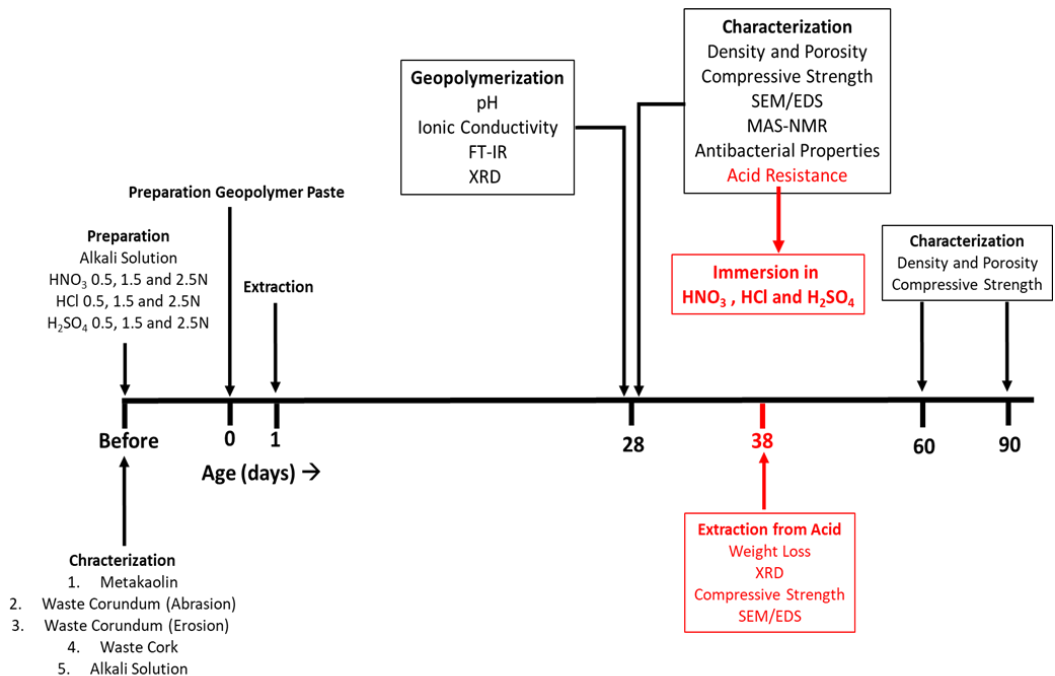 Preparation
Alkali Solution
HNO₃ 0.5, 1.5 and 2.5N
HCl 0.5, 1.5 and 2.5N
H₂SO₄ 0.5, 1.5 and 2.5N
Preparation Geopolymer Paste
Extraction
Geopolymerization
pH
Ionic Conductivity
FT-IR
XRD
Characterization
Density and Porosity
Compressive Strength
SEM/EDS
MAS-NMR
Antibacterial Properties
Acid Resistance
Immersion in
HNO₃ , HCl and H₂SO₄
Characterization
Density and Porosity
Compressive Strength
Before
0
1
28
38
60
90
Age (days) →
Chracterization
1. Metakaolin
2. Waste Corundum (Abrasion)
3. Waste Corundum (Erosion)
4. Waste Cork
5. Alkali Solution
Extraction from Acid
Weight Loss
XRD
Compressive Strength
SEM/EDS